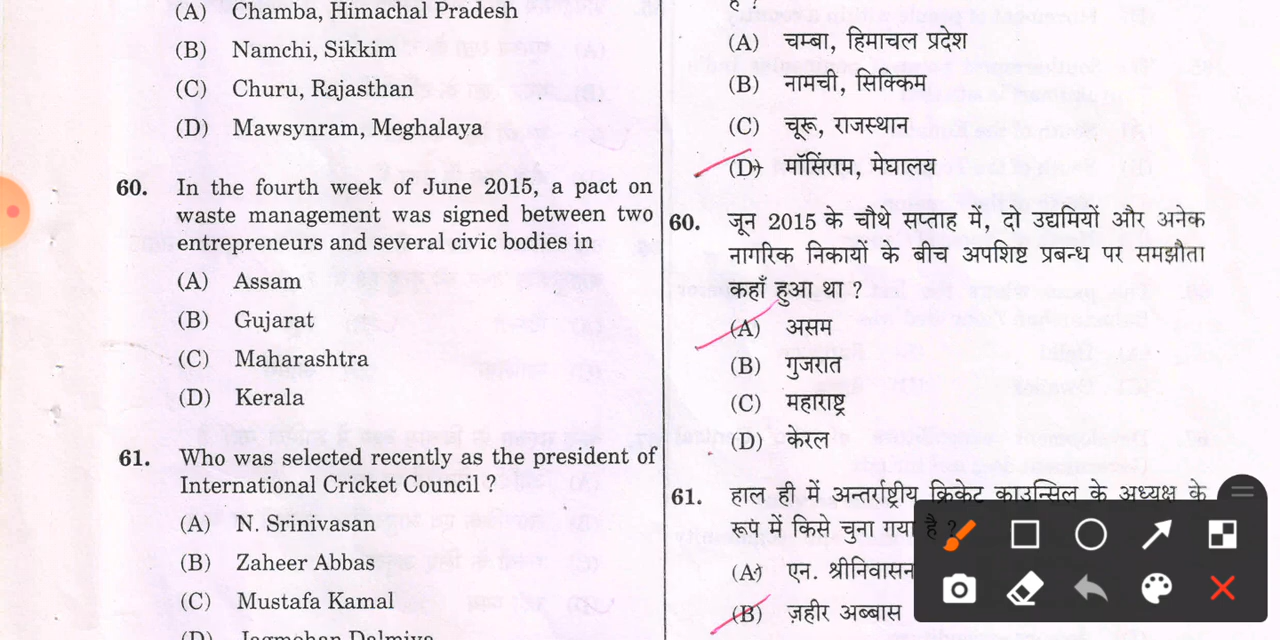 (A) Chamba, Himachal Pradesh
(B) Namchi, Sikkim
(C) Churu, Rajasthan
(D) Mawsynram, Meghalaya
60. In the fourth week of June 2015, a pact on
waste management was signed between two
entrepreneurs and several civic bodies in
(A) Assam
(B) Gujarat
(C) Maharashtra
(D) Kerala
61. Who was selected recently as the president of
International Cricket Council ?
(A) N. Srinivasan
(B) Zaheer Abbas
(C) Mustafa Kamal
(D) Jagmohan Dalmiya
है ?
(A) चम्बा, हिमाचल प्रदेश
(B) नामची, सिक्किम
(C) चूरू, राजस्थान
(D) मॉसिंराम, मेघालय
60. जून 2015 के चौथे सप्ताह में, दो उद्यमियों और अनेक
नागरिक निकायों के बीच अपशिष्ट प्रबन्ध पर समझौता
कहाँ हुआ था ?
(A) असम
(B) गुजरात
(C) महाराष्ट्र
(D) केरल
61. हाल ही में अन्तर्राष्ट्रीय क्रिकेट काउन्सिल के अध्यक्ष के
रूप में किसे चुना गया है ?
(A) एन. श्रीनिवासन
(B) ज़हीर अब्बास